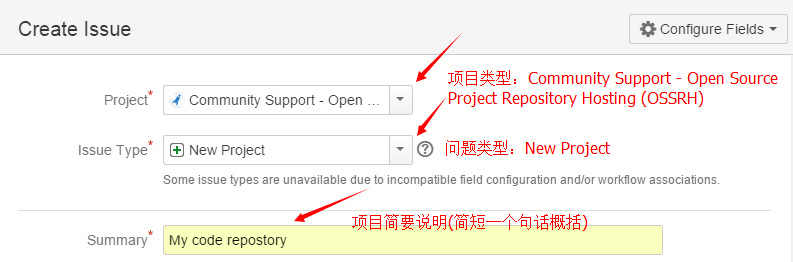 Create Issue
Configure Fields
项目类型：Community Support - Open Source
Project Repository Hosting (OSSRH)
Project*
Community Support - Open ...
Issue Type*
New Project
?
问题类型：New Project
Some issue types are unavailable due to incompatible field configuration and/or workflow associations.
项目简要说明(简短一个句话概括)
Summary*
My code repostory